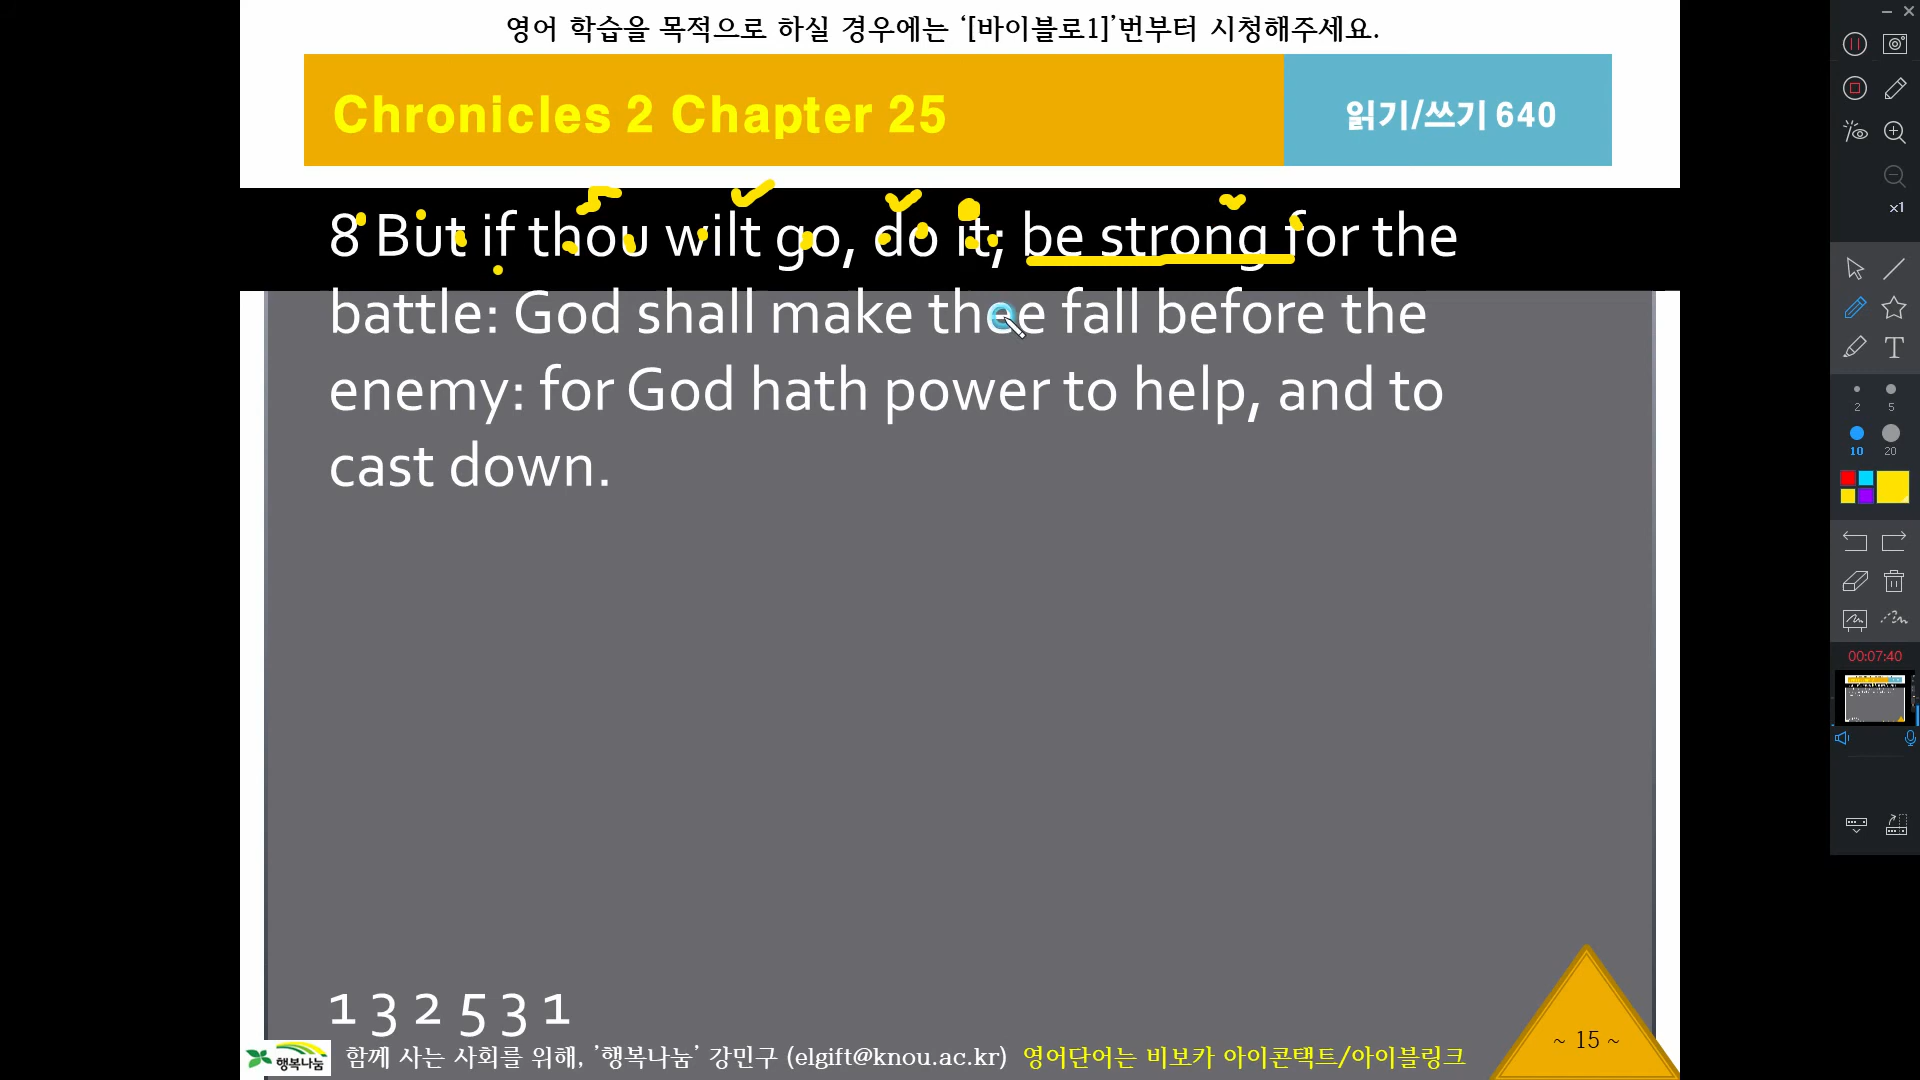 영어 학습을 목적으로 하실 경우에는 ‘[바이블로1]’번부터 시청해주세요.
Chronicles 2 Chapter 25
읽기/쓰기 640
8 But if thou wilt go, do it; be strong for the
battle: God shall make thee fall before the
enemy: for God hath power to help, and to
cast down.
1 3 2 5 3 1
~ 15 ~
행복나눔 함께 사는 사회를 위해, ’행복나눔’ 강민구 (elgift@knou.ac.kr) 영어단어는 비보카 아이콘택트/아이블링크
x1
T
2 5
10 20
00:07:40